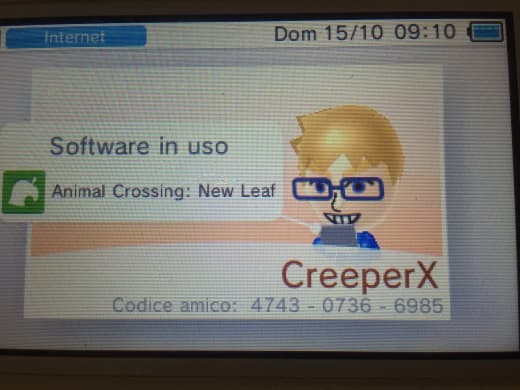 Internet
Dom 15/10 09:10
Software in uso
Animal Crossing: New Leaf
CreeperX
Codice amico: 4743 - 0736 - 6985